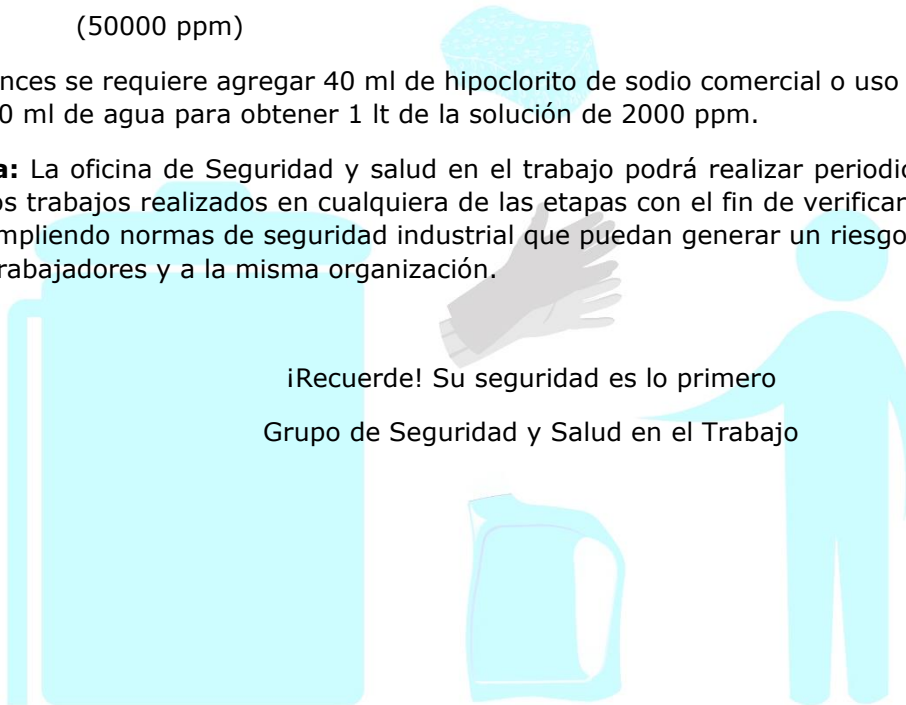 (50000 ppm)
nces se requiere agregar 40 ml de hipoclorito de sodio comercial o uso
0 ml de agua para obtener 1 lt de la solución de 2000 ppm.
a: La oficina de Seguridad y salud en el trabajo podrá realizar periodic
os trabajos realizados en cualquiera de las etapas con el fin de verificar
mpliendo normas de seguridad industrial que puedan generar un riesgo
rabajadores y a la misma organización.
¡Recuerde! Su seguridad es lo primero
Grupo de Seguridad y Salud en el Trabajo